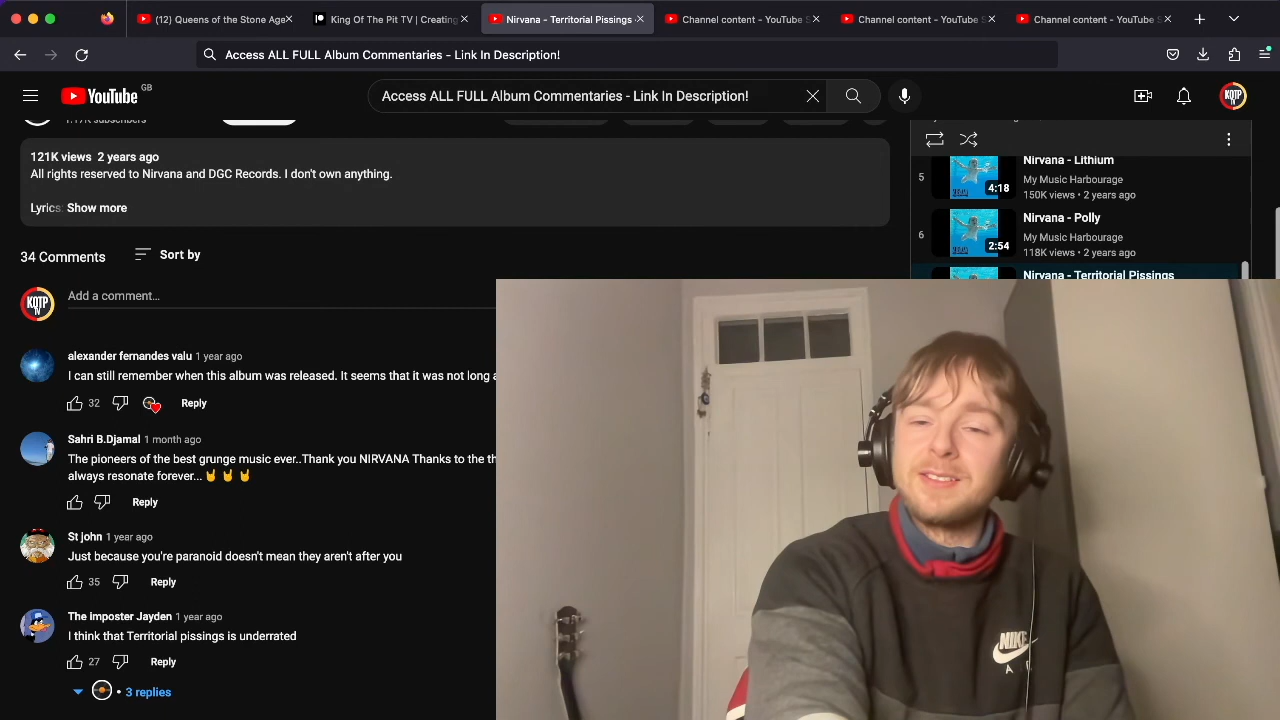 (12) Queens of the Stone Age
King Of The Pit TV | Creating
Nirvana - Territorial Pissings
Channel content - YouTube S
Channel content - YouTube S
Channel content - YouTube S
Access ALL FULL Album Commentaries - Link In Description!
YouTube GB
Access ALL FULL Album Commentaries - Link In Description!
KOTP TV
121K views 2 years ago
All rights reserved to Nirvana and DGC Records. I don't own anything.
Lyrics: Show more
34 Comments
Sort by
KOTP TV
Add a comment...
alexander fernandes valu 1 year ago
I can still remember when this album was released. It seems that it was not long a
32
Reply
Sahri B.Djamal 1 month ago
The pioneers of the best grunge music ever..Thank you NIRVANA Thanks to the th
always resonate forever... 🤘 🤘 🤘
Reply
St john 1 year ago
Just because you're paranoid doesn't mean they aren't after you
35
Reply
The imposter Jayden 1 year ago
I think that Territorial pissings is underrated
27
Reply
• 3 replies
5
4:18
Nirvana - Lithium
My Music Harbourage
150K views • 2 years ago
6
2:54
Nirvana - Polly
My Music Harbourage
118K views • 2 years ago
Nirvana - Territorial Pissings
NIKE